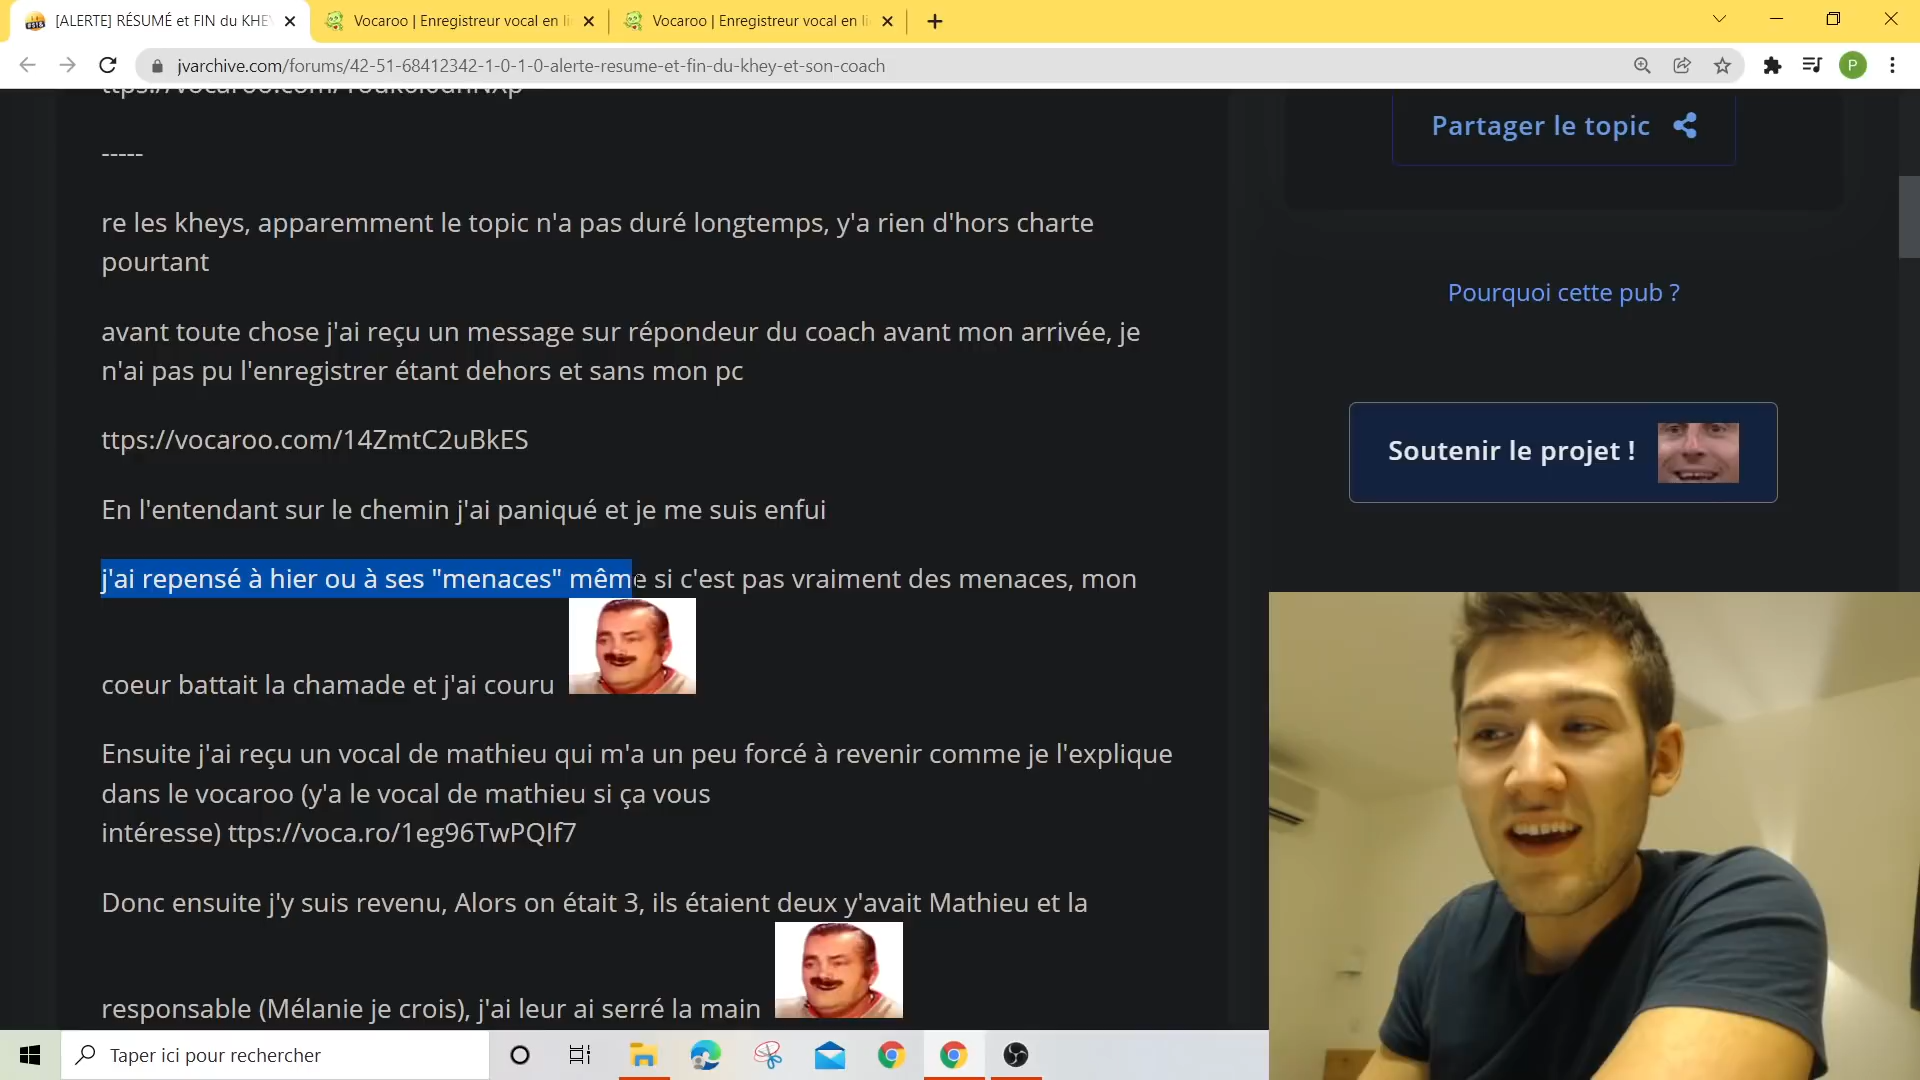 [ALERTE] RÉSUMÉ et FIN du KHE
Vocaroo | Enregistreur vocal en li
Vocaroo | Enregistreur vocal en li
jvarchive.com/forums/42-51-68412342-1-0-1-0-alerte-resume-et-fin-du-khey-et-son-coach
P
-----
re les kheys, apparemment le topic n'a pas duré longtemps, y'a rien d'hors charte
pourtant
avant toute chose j'ai reçu un message sur répondeur du coach avant mon arrivée, je
n'ai pas pu l'enregistrer étant dehors et sans mon pc
ttps://vocaroo.com/14ZmtC2uBkES
En l'entendant sur le chemin j'ai paniqué et je me suis enfui
j'ai repensé à hier ou à ses "menaces" même si c'est pas vraiment des menaces, mon
coeur battait la chamade et j'ai couru
Ensuite j'ai reçu un vocal de mathieu qui m'a un peu forcé à revenir comme je l'explique
dans le vocaroo (y'a le vocal de mathieu si ça vous
intéresse) ttps://voca.ro/1eg96TwPQIf7
Donc ensuite j'y suis revenu, Alors on était 3, ils étaient deux y'avait Mathieu et la
responsable (Mélanie je crois), j'ai leur ai serré la main
Partager le topic
Pourquoi cette pub ?
Soutenir le projet !
Taper ici pour rechercher